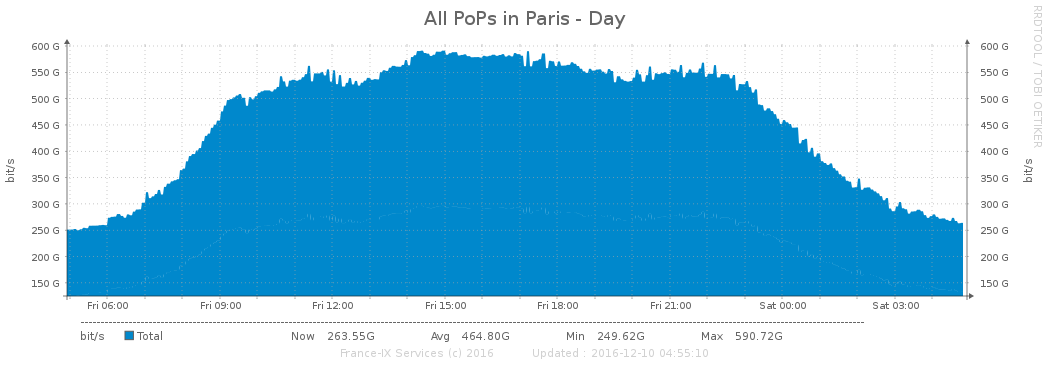 All PoPs in Paris - Day
RRDTOOL / TOBI OETIKER
bit/s
600 G
550 G
500 G
450 G
400 G
350 G
300 G
250 G
200 G
150 G
600 G
550 G
500 G
450 G
400 G
350 G
300 G
250 G
200 G
150 G
bit/s
Fri 06:00 Fri 09:00 Fri 12:00 Fri 15:00 Fri 18:00 Fri 21:00 Sat 00:00 Sat 03:00
bit/s Total Now 263.55G Avg 464.80G Min 249.62G Max 590.72G
France-IX Services (c) 2016 Updated : 2016-12-10 04:55:10